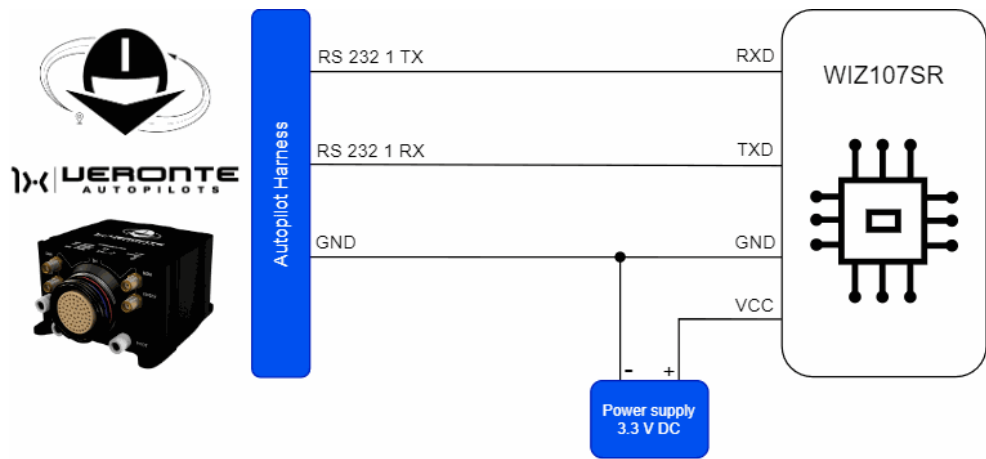 RS 232 1 TX
RXD
WIZ107SR
RS 232 1 RX
TXD
Autopilot Harness
VERONTE
AUTOPILOTS
GND
GND
VCC
- +
Power supply
3.3 V DC